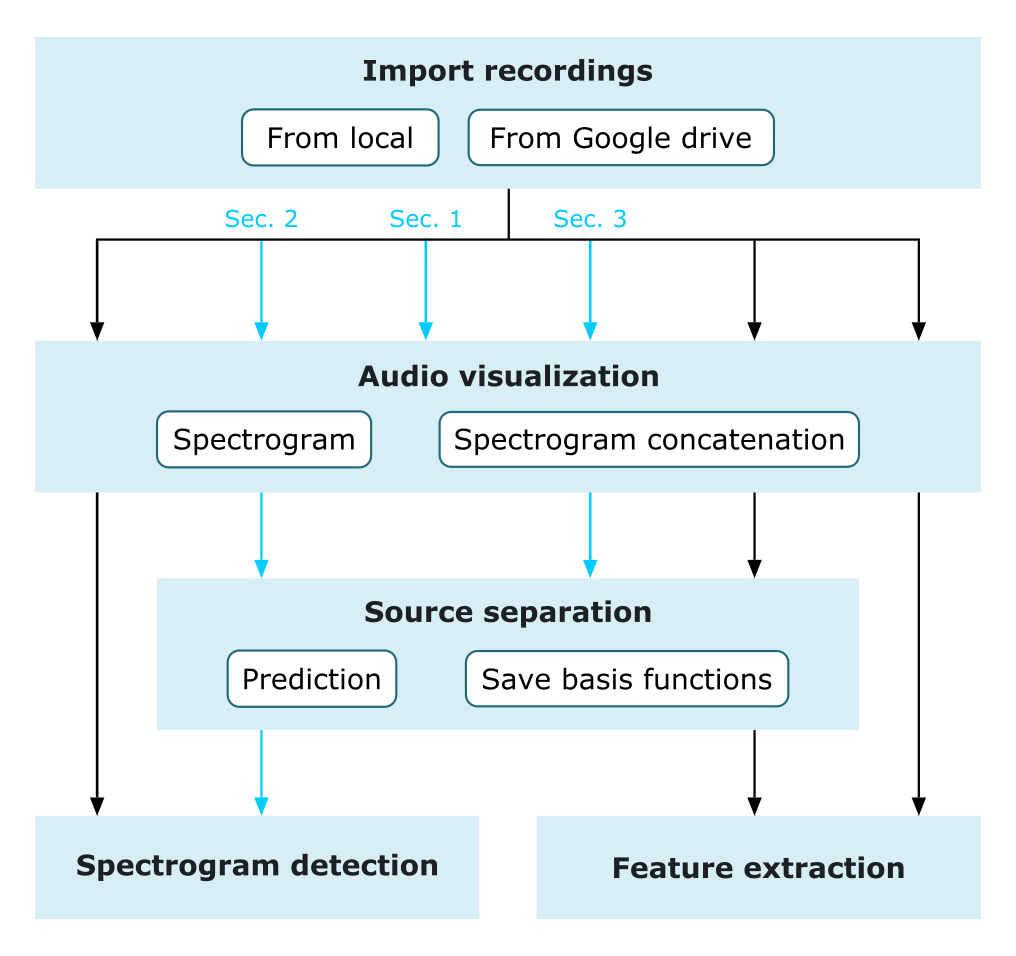 Import recordings
From local
From Google drive
Sec. 2
Sec. 1
Sec. 3
Audio visualization
Spectrogram
Spectrogram concatenation
Source separation
Prediction
Save basis functions
Spectrogram detection
Feature extraction